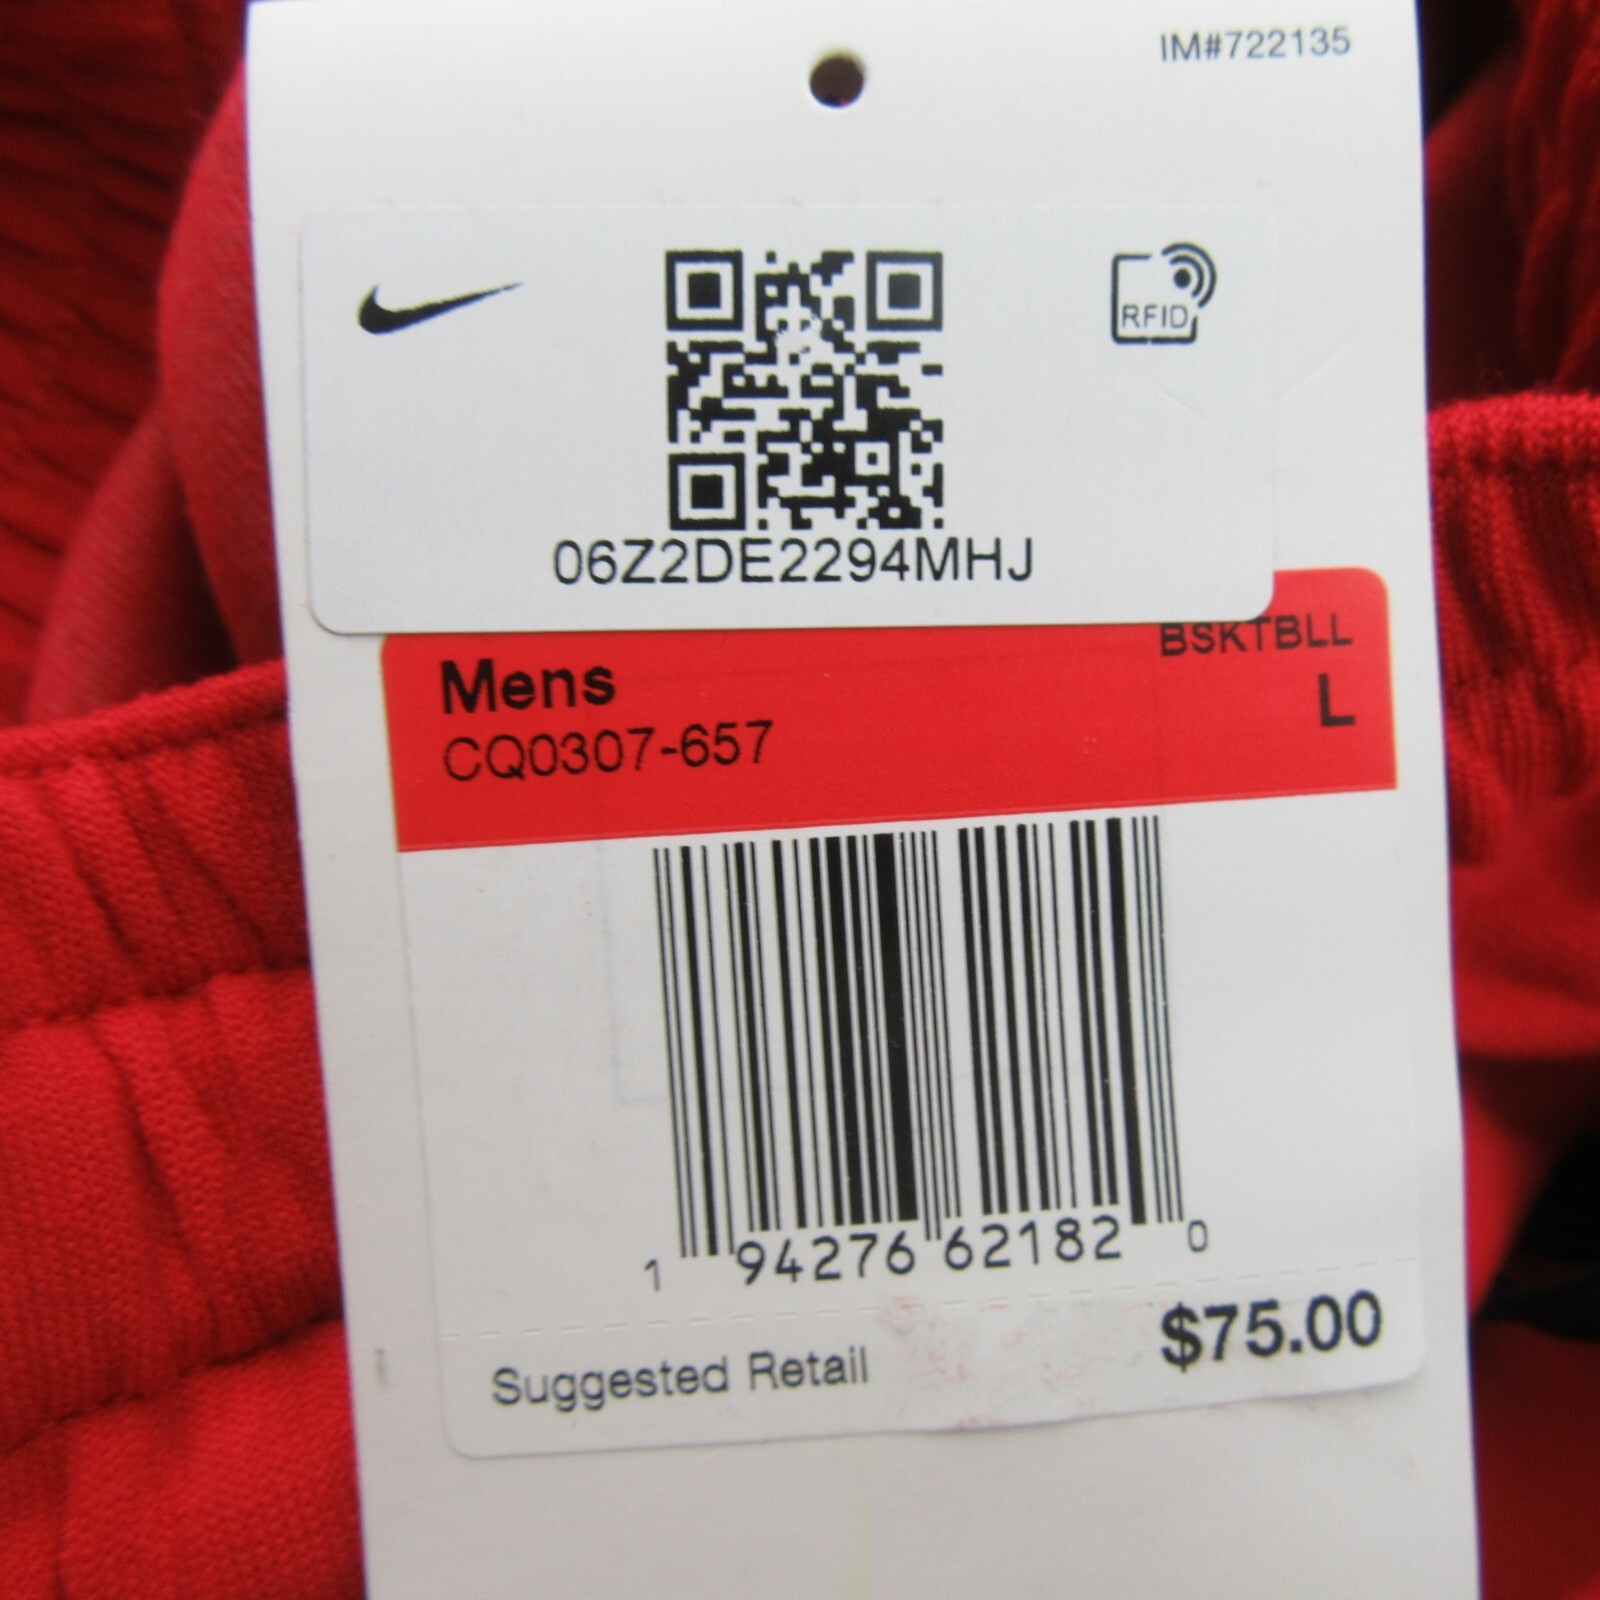 IM#722135
RFID
06Z2DE2294MHJ
BSKTBLL
Mens
L
CQ0307-657
1 94276 62182 0
Suggested Retail $75.00